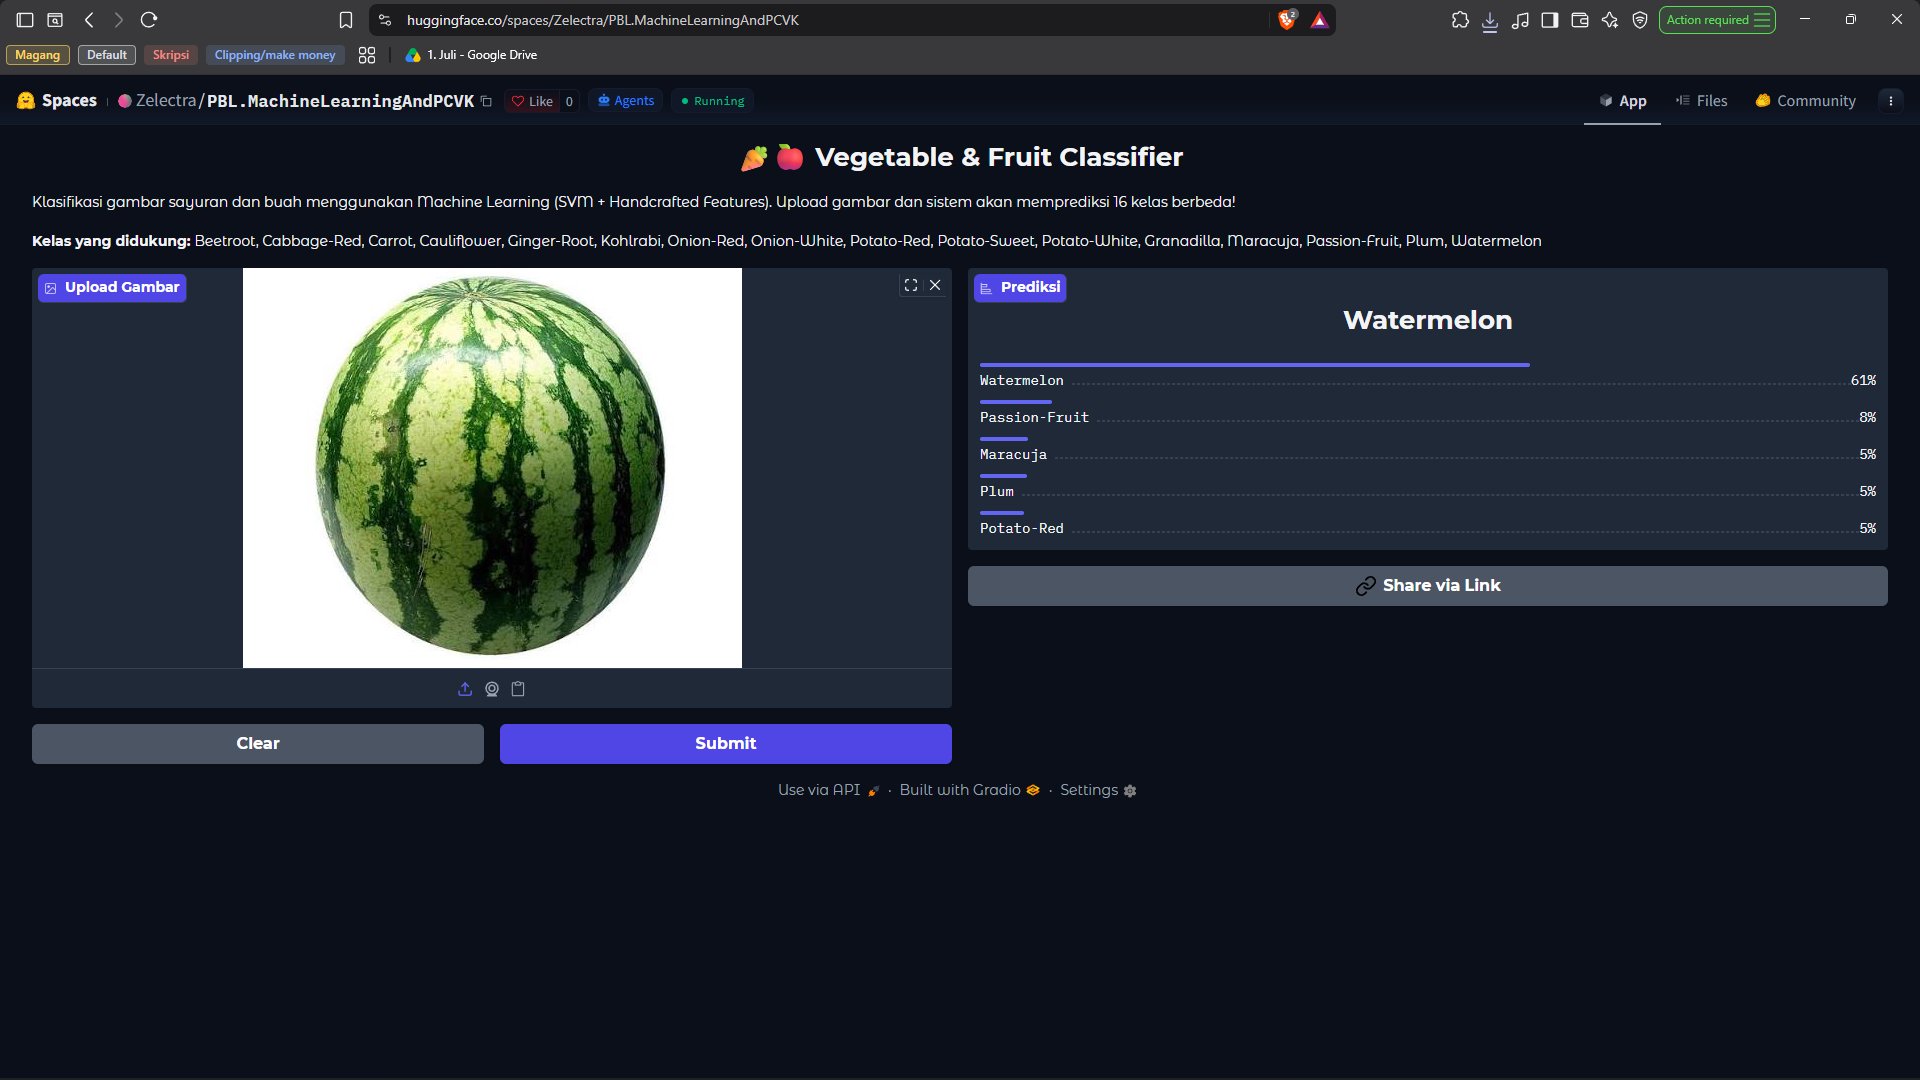 huggingface.co/spaces/Zelectra/PBL.MachineLearningAndPCVK
2
Action required
Magang
Default
Skripsi
Clipping/make money
1. Juli - Google Drive
Spaces
Zelectra/PBL.MachineLearningAndPCVK
Like 0
Agents
Running
App
Files
Community
Vegetable & Fruit Classifier
Klasifikasi gambar sayuran dan buah menggunakan Machine Learning (SVM + Handcrafted Features). Upload gambar dan sistem akan memprediksi 16 kelas berbeda!
Kelas yang didukung: Beetroot, Cabbage-Red, Carrot, Cauliflower, Ginger-Root, Kohlrabi, Onion-Red, Onion-White, Potato-Red, Potato-Sweet, Potato-White, Granadilla, Maracuja, Passion-Fruit, Plum, Watermelon
Upload Gambar
Prediksi
Watermelon
Watermelon 61%
Passion-Fruit 8%
Maracuja 5%
Plum 5%
Potato-Red 5%
Share via Link
Clear
Submit
Use via API · Built with Gradio · Settings